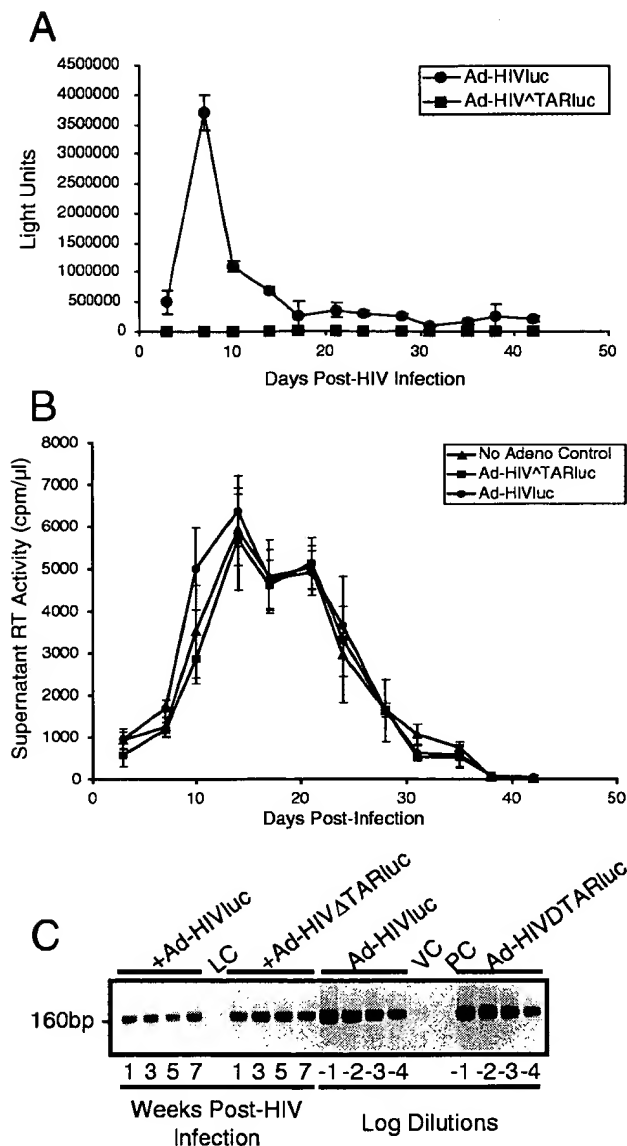 A
4500000
4000000
3500000
3000000
2500000
2000000
1500000
1000000
500000
0
Light Units
Ad-HIVluc
Ad-HIV^TARluc
0 10 20 30 40 50
Days Post-HIV Infection
B
8000
7000
6000
5000
4000
3000
2000
1000
0
Supernatant RT Activity (cpm/µl)
No Adeno Control
Ad-HIV^TARluc
Ad-HIVluc
0 10 20 30 40 50
Days Post-Infection
C
+Ad-HIVluc LC +Ad-HIVΔTARluc Ad-HIVluc VC PC Ad-HIVDTARluc
160bp
1 3 5 7 1 3 5 7 -1 -2 -3 -4 -1 -2 -3 -4
Weeks Post-HIV
Infection
Log Dilutions